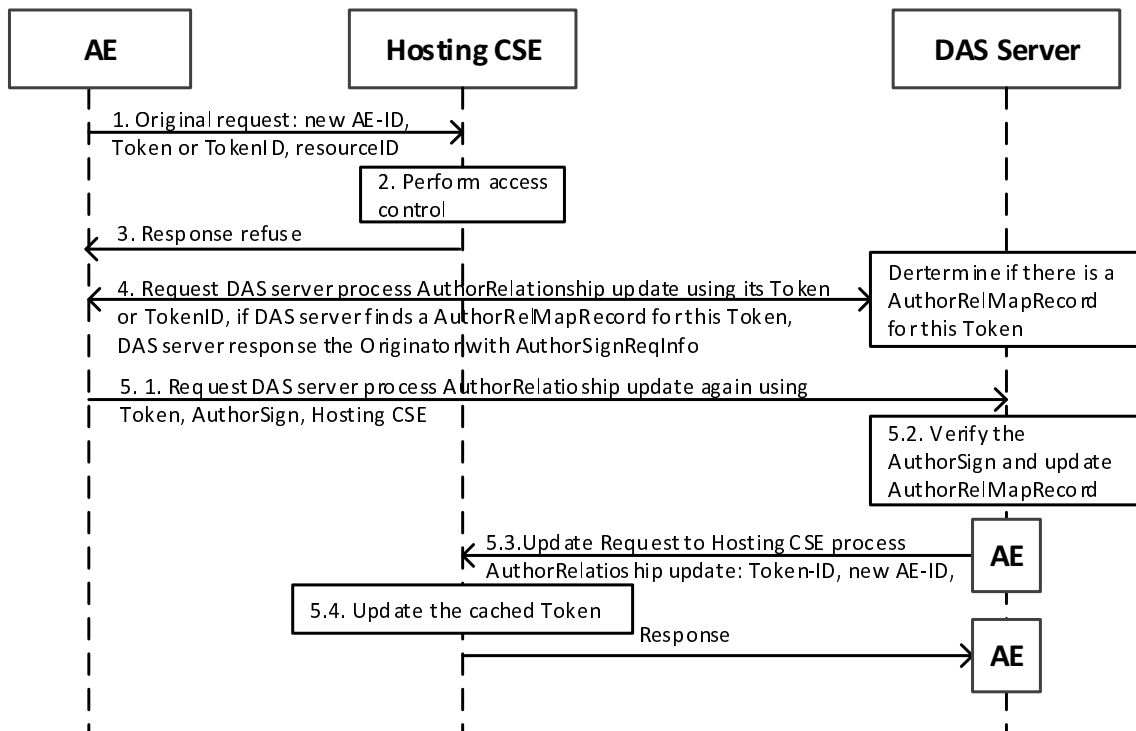 AE
Hosting CSE
DAS Server
1. Original request: new AE-ID,
Token or TokenID, resourceID
2. Perform access
control
3. Response refuse
Dertermine if there is a
AuthorRelMapRecord
for this Token
4. Request DAS server process AuthorRelationship update using its Token
or TokenID, if DAS server finds a AuthorRelMapRecord for this Token,
DAS server response the Originator with AuthorSignReqInfo
5. 1. Request DAS server process AuthorRelatioship update again using
Token, AuthorSign, Hosting CSE
5.2. Verify the
AuthorSign and update
AuthorRelMapRecord
5.3.Update Request to Hosting CSE process
AuthorRelatioship update: Token-ID, new AE-ID,
AE
5.4. Update the cached Token
Response
AE